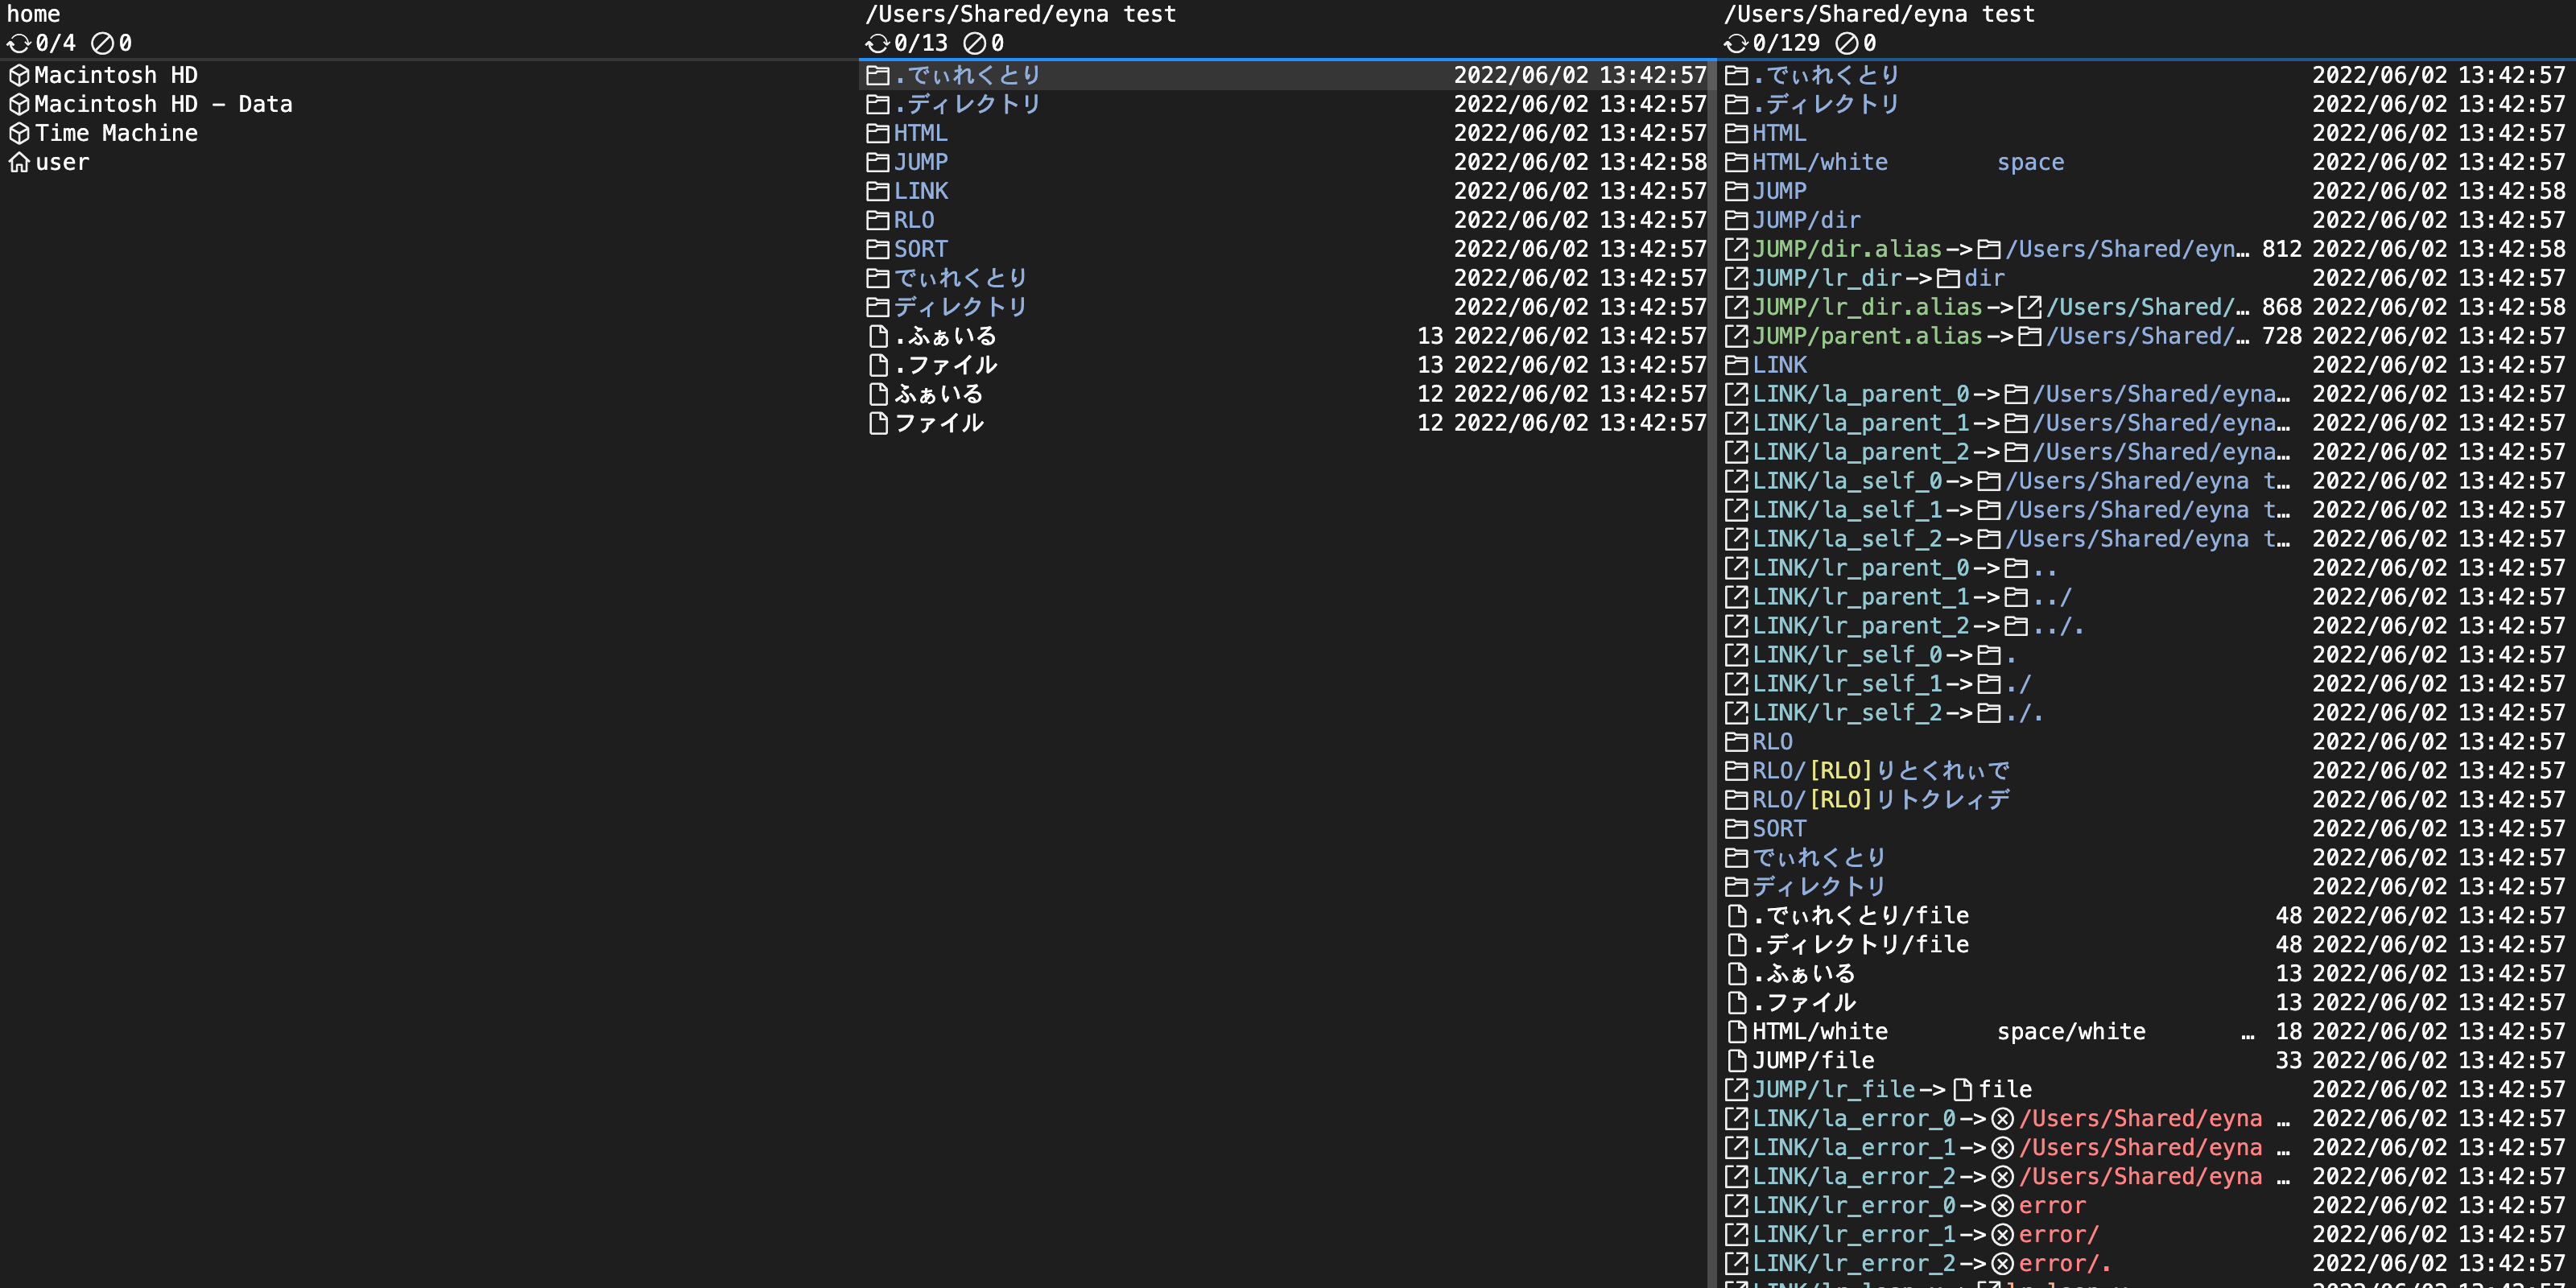 home
0/4 0
Macintosh HD
Macintosh HD - Data
Time Machine
user
/Users/Shared/eyna test
0/13 0
.でぃれくとり 2022/06/02 13:42:57
.ディレクトリ 2022/06/02 13:42:57
HTML 2022/06/02 13:42:57
JUMP 2022/06/02 13:42:58
LINK 2022/06/02 13:42:57
RLO 2022/06/02 13:42:57
SORT 2022/06/02 13:42:57
でぃれくとり 2022/06/02 13:42:57
ディレクトリ 2022/06/02 13:42:57
.ふぁいる 13 2022/06/02 13:42:57
.ファイル 13 2022/06/02 13:42:57
ふぁいる 12 2022/06/02 13:42:57
ファイル 12 2022/06/02 13:42:57
/Users/Shared/eyna test
0/129 0
.でぃれくとり 2022/06/02 13:42:57
.ディレクトリ 2022/06/02 13:42:57
HTML 2022/06/02 13:42:57
HTML/white space 2022/06/02 13:42:57
JUMP 2022/06/02 13:42:58
JUMP/dir 2022/06/02 13:42:57
JUMP/dir.alias->/Users/Shared/eyn… 812 2022/06/02 13:42:58
JUMP/lr_dir->dir 2022/06/02 13:42:57
JUMP/lr_dir.alias->/Users/Shared/… 868 2022/06/02 13:42:58
JUMP/parent.alias->/Users/Shared/… 728 2022/06/02 13:42:58
LINK 2022/06/02 13:42:57
LINK/la_parent_0->/Users/Shared/eyna… 2022/06/02 13:42:57
LINK/la_parent_1->/Users/Shared/eyna… 2022/06/02 13:42:57
LINK/la_parent_2->/Users/Shared/eyna… 2022/06/02 13:42:57
LINK/la_self_0->/Users/Shared/eyna t… 2022/06/02 13:42:57
LINK/la_self_1->/Users/Shared/eyna t… 2022/06/02 13:42:57
LINK/la_self_2->/Users/Shared/eyna t… 2022/06/02 13:42:57
LINK/lr_parent_0->.. 2022/06/02 13:42:57
LINK/lr_parent_1->../ 2022/06/02 13:42:57
LINK/lr_parent_2->../. 2022/06/02 13:42:57
LINK/lr_self_0->. 2022/06/02 13:42:57
LINK/lr_self_1->./ 2022/06/02 13:42:57
LINK/lr_self_2->./. 2022/06/02 13:42:57
RLO 2022/06/02 13:42:57
RLO/[RLO]りとくれぃで 2022/06/02 13:42:57
RLO/[RLO]リトクレィデ 2022/06/02 13:42:57
SORT 2022/06/02 13:42:57
でぃれくとり 2022/06/02 13:42:57
ディレクトリ 2022/06/02 13:42:57
.でぃれくとり/file 48 2022/06/02 13:42:57
.ディレクトリ/file 48 2022/06/02 13:42:57
.ふぁいる 13 2022/06/02 13:42:57
.ファイル 13 2022/06/02 13:42:57
HTML/white space/white … 18 2022/06/02 13:42:57
JUMP/file 33 2022/06/02 13:42:57
JUMP/lr_file->file 2022/06/02 13:42:57
LINK/la_error_0->/Users/Shared/eyna … 2022/06/02 13:42:57
LINK/la_error_1->/Users/Shared/eyna … 2022/06/02 13:42:57
LINK/la_error_2->/Users/Shared/eyna … 2022/06/02 13:42:57
LINK/lr_error_0->error 2022/06/02 13:42:57
LINK/lr_error_1->error/ 2022/06/02 13:42:57
LINK/lr_error_2->error/. 2022/06/02 13:42:57